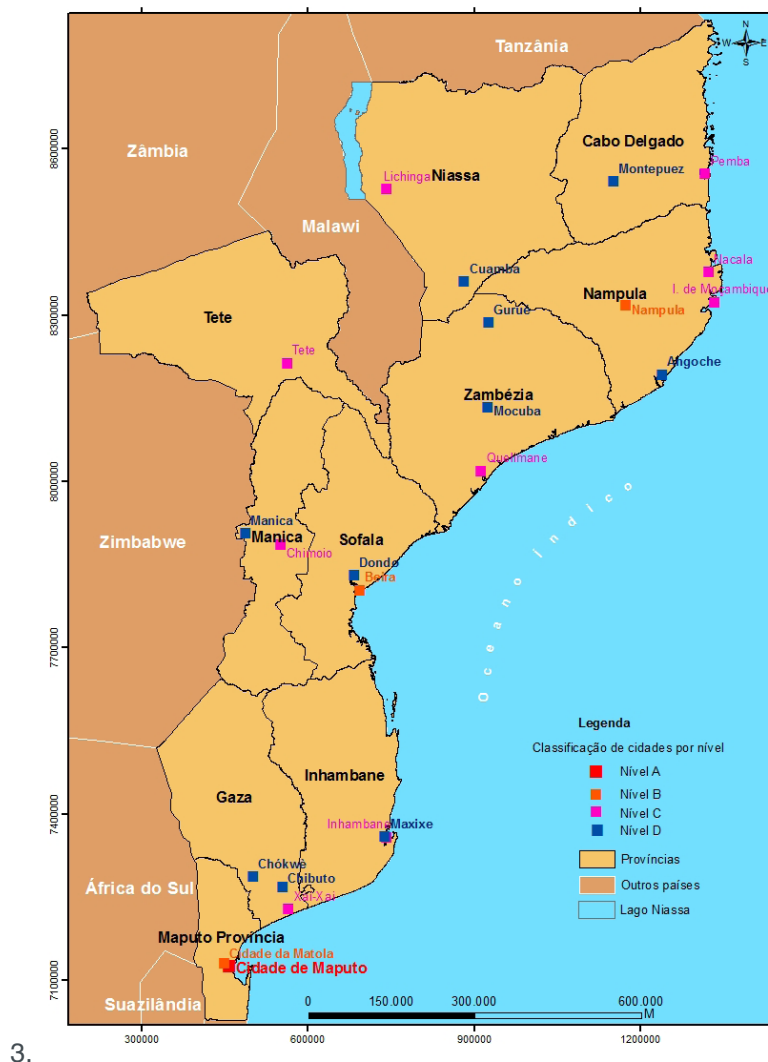 Tanzânia
N
W E
S
Zâmbia
Cabo Delgado
Montepuez
Pemba
Lichinga
Niassa
Malawi
Cuamba
Nacala
I. de Moçambique
Nampula
Nampula
Tete
Gurue
Tete
Angoche
Zambézia
Mocuba
Quelimane
Manica
Manica
Chimoio
Sofala
Zimbabwe
Dondo
Beira
Oceano Índico
Legenda
Classificação de cidades por nível
Nível A
Nível B
Nível C
Nível D
Províncias
Outros países
Lago Niassa
Inhambane
Gaza
Inhambane
Maxixe
Chókwè
Chibuto
África do Sul
Xai-Xai
Maputo Província
Cidade da Matola
Cidade de Maputo
Suazilândia
0 150.000 300.000 600.000
M
8600000
8300000
8000000
7700000
7400000
7100000
300000 600000 900000 1200000
3.